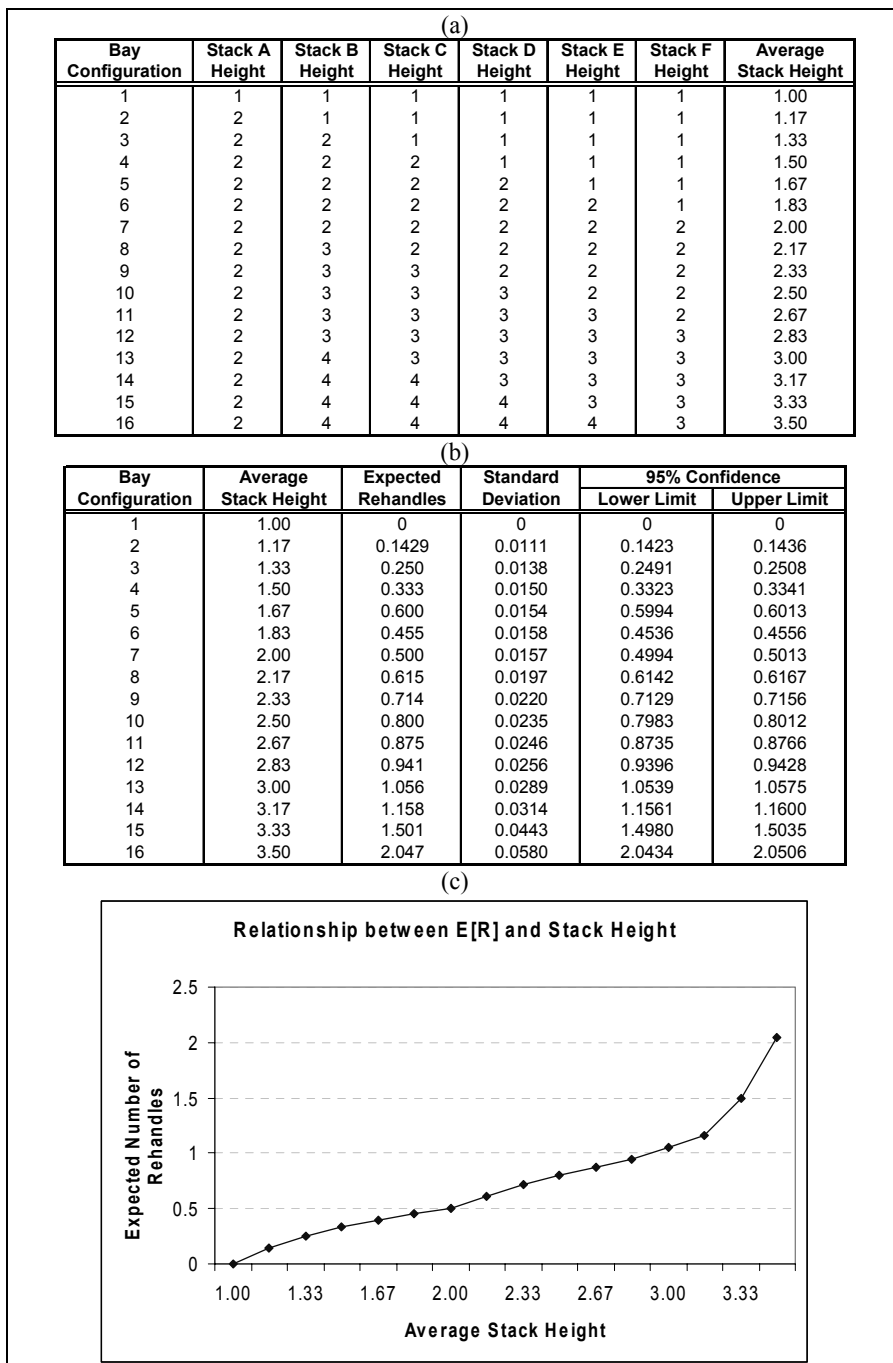 (a)
Bay Configuration Stack A Height Stack B Height Stack C Height Stack D Height Stack E Height Stack F Height Average Stack Height
1 1 1 1 1 1 1 1.00
2 2 1 1 1 1 1 1.17
3 2 2 1 1 1 1 1.33
4 2 2 2 1 1 1 1.50
5 2 2 2 2 1 1 1.67
6 2 2 2 2 2 1 1.83
7 2 2 2 2 2 2 2.00
8 2 3 2 2 2 2 2.17
9 2 3 3 2 2 2 2.33
10 2 3 3 3 2 2 2.50
11 2 3 3 3 3 2 2.67
12 2 3 3 3 3 3 2.83
13 2 4 3 3 3 3 3.00
14 2 4 4 3 3 3 3.17
15 2 4 4 4 3 3 3.33
16 2 4 4 4 4 3 3.50
(b)
Bay Configuration Average Stack Height Expected Rehandles Standard Deviation 95% Confidence Lower Limit Upper Limit
1 1.00 0 0 0 0
2 1.17 0.1429 0.0111 0.1423 0.1436
3 1.33 0.250 0.0138 0.2491 0.2508
4 1.50 0.333 0.0150 0.3323 0.3341
5 1.67 0.600 0.0154 0.5994 0.6013
6 1.83 0.455 0.0158 0.4536 0.4556
7 2.00 0.500 0.0157 0.4994 0.5013
8 2.17 0.615 0.0197 0.6142 0.6167
9 2.33 0.714 0.0220 0.7129 0.7156
10 2.50 0.800 0.0235 0.7983 0.8012
11 2.67 0.875 0.0246 0.8735 0.8766
12 2.83 0.941 0.0256 0.9396 0.9428
13 3.00 1.056 0.0289 1.0539 1.0575
14 3.17 1.158 0.0314 1.1561 1.1600
15 3.33 1.501 0.0443 1.4980 1.5035
16 3.50 2.047 0.0580 2.0434 2.0506
(c)
Relationship between E[R] and Stack Height
Expected Number of
Rehandles
2.5
2
1.5
1
0.5
0
1.00 1.33 1.67 2.00 2.33 2.67 3.00 3.33
Average Stack Height